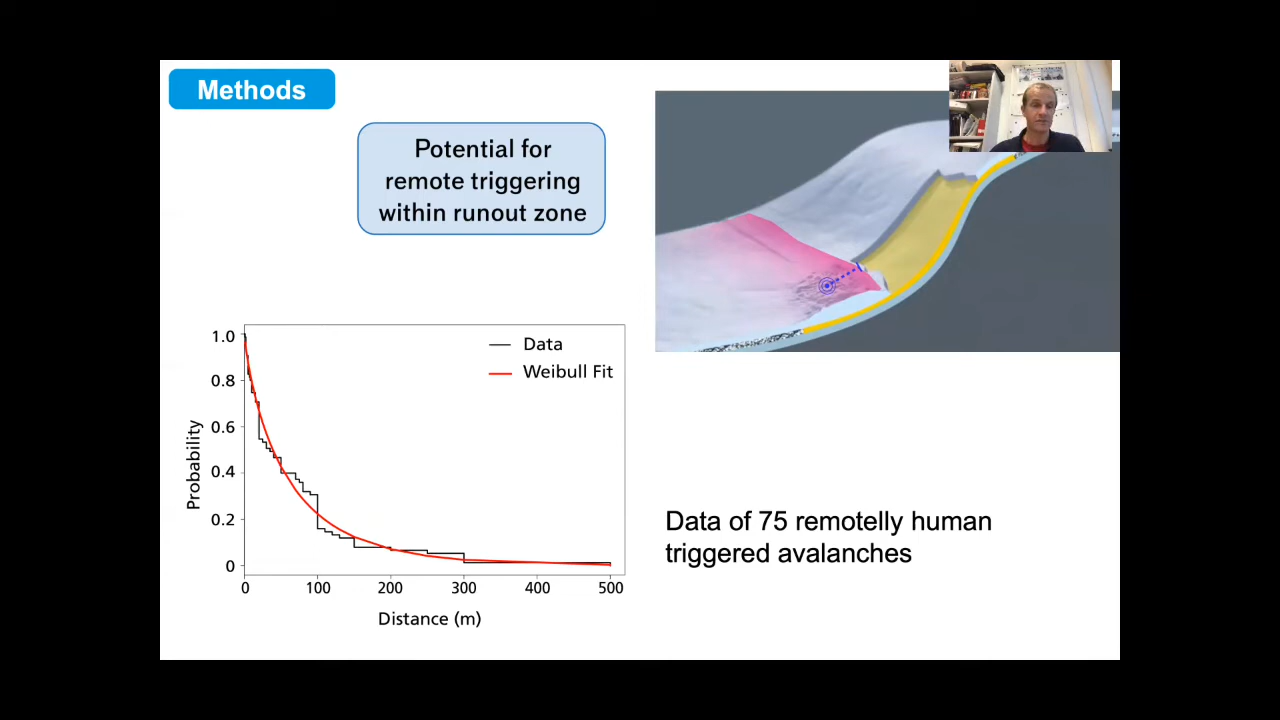 Methods
Potential for
remote triggering
within runout zone
1.0
0.8
0.6
0.4
0.2
0
Probability
Data
Weibull Fit
0 100 200 300 400 500
Distance (m)
Data of 75 remotelly human
triggered avalanches